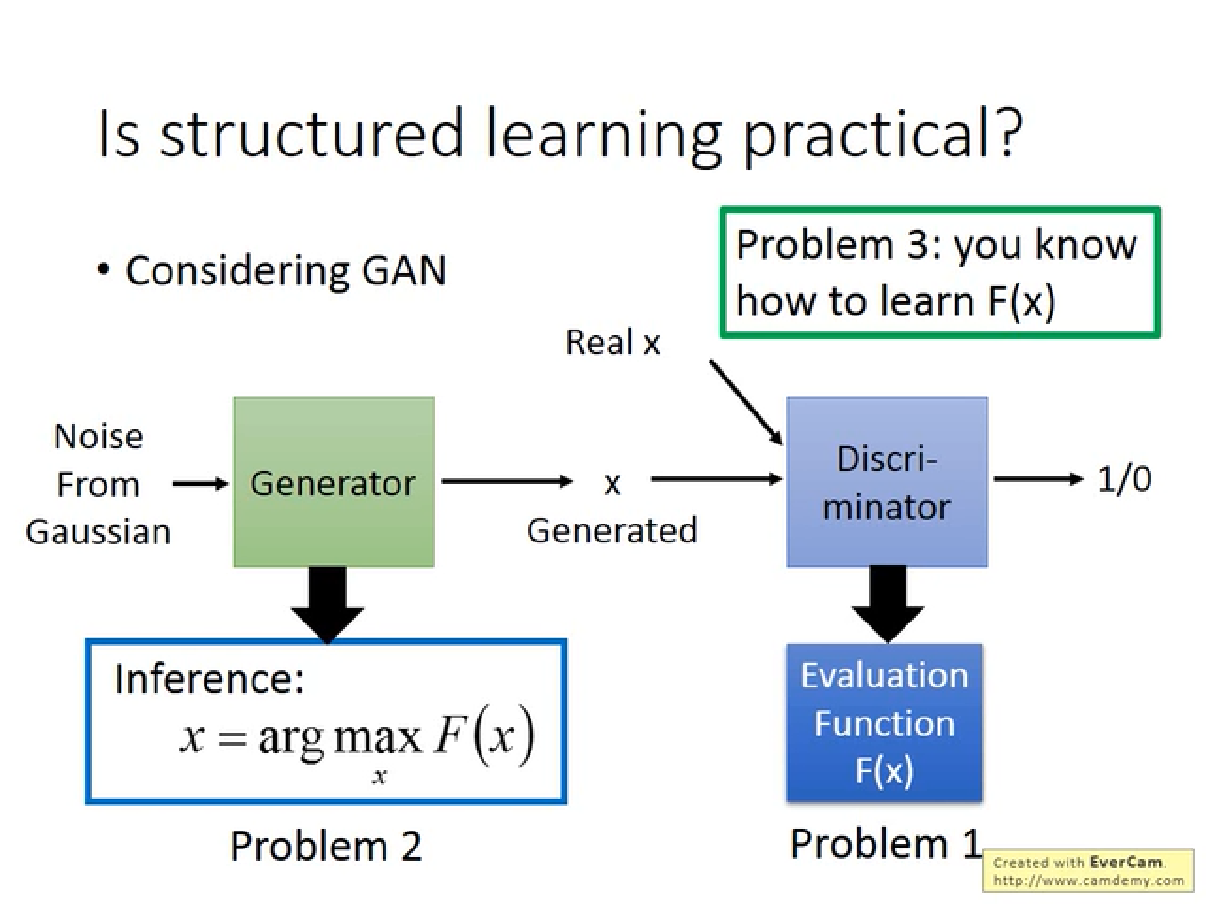 Is structured learning practical?
• Considering GAN
Problem 3: you know
how to learn F(x)
Real x
Noise
From
Gaussian
Generator
x
Generated
Discri-
minator
1/0
Inference:
x = arg max F(x)
x
Problem 2
Evaluation
Function
F(x)
Problem 1
Created with EverCam.
http://www.camdemy.com